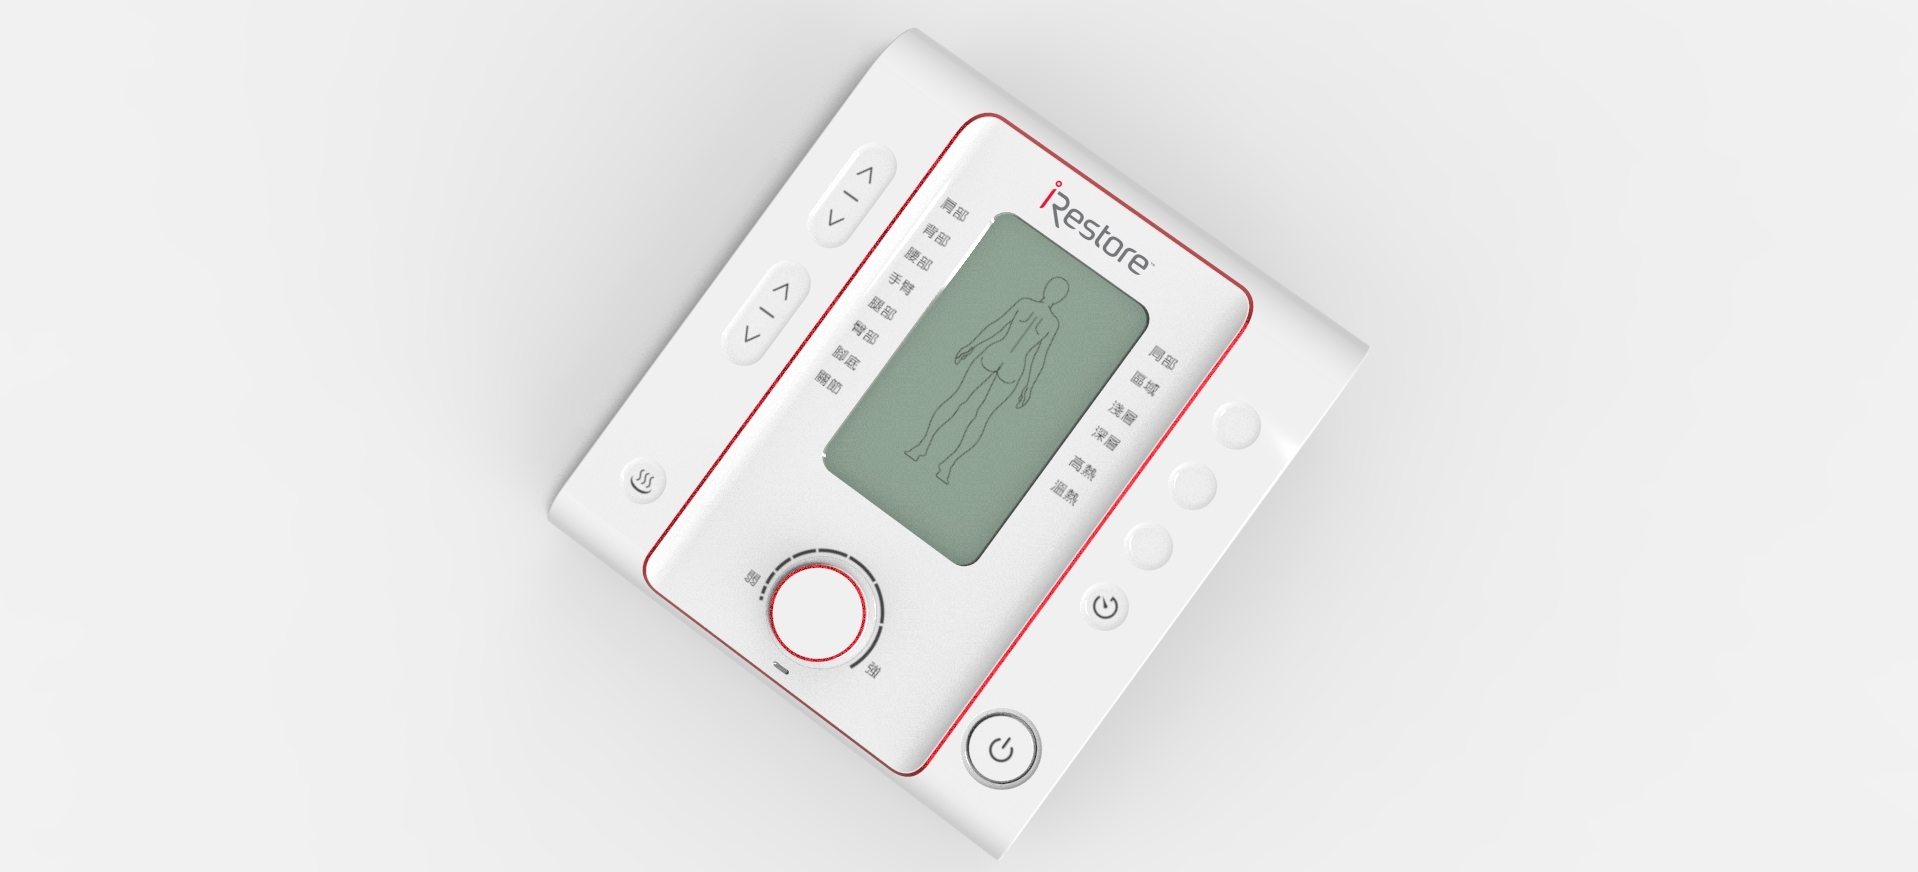 iRestore™
肩部
背部
腰部
手臂
腿部
臀部
腳底
關節
局部
區域
淺層
深層
高熱
溫熱
弱
強